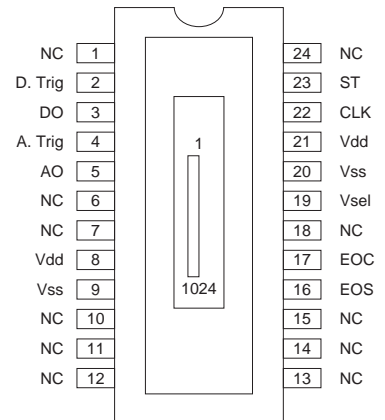 NC 1 24 NC
D. Trig 2 23 ST
DO 3 22 CLK
A. Trig 4 1 21 Vdd
AO 5 20 Vss
NC 6 19 Vsel
NC 7 18 NC
Vdd 8 17 EOC
Vss 9 1024 16 EOS
NC 10 15 NC
NC 11 14 NC
NC 12 13 NC